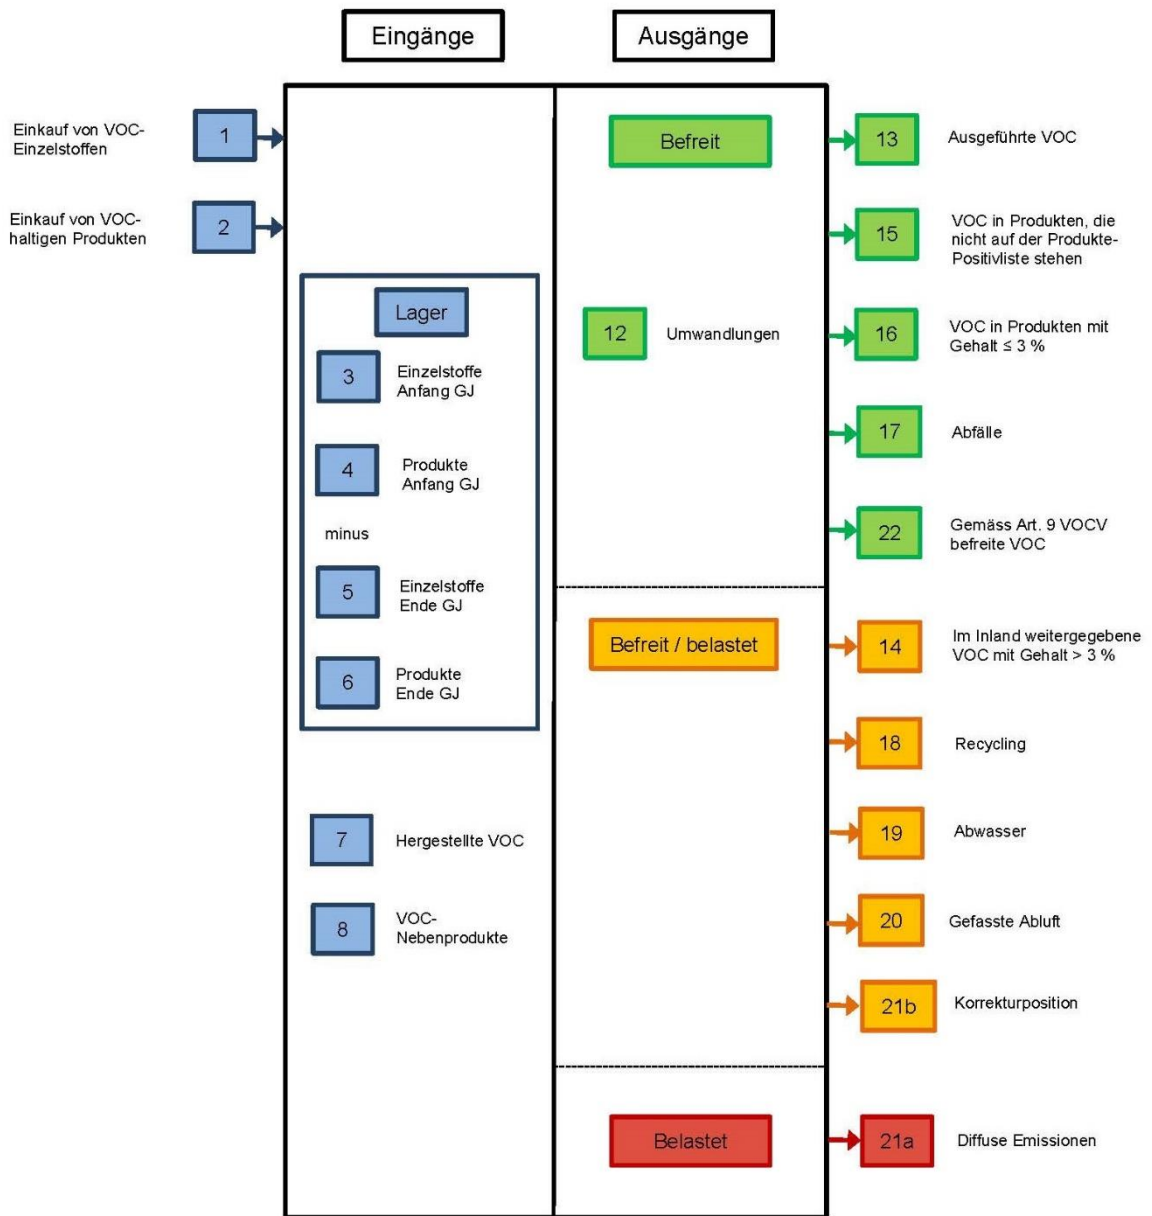 Eingänge
Ausgänge
1
Einkauf von VOC-
Einzelstoffen
2
Einkauf von VOC-
haltigen Produkten
Lager
3
Einzelstoffe
Anfang GJ
4
Produkte
Anfang GJ
minus
5
Einzelstoffe
Ende GJ
6
Produkte
Ende GJ
7
Hergestellte VOC
8
VOC-
Nebenprodukte
Befreit
12
Umwandlungen
13
Ausgeführte VOC
15
VOC in Produkten, die
nicht auf der Produkte-
Positivliste stehen
16
VOC in Produkten mit
Gehalt ≤ 3 %
17
Abfälle
22
Gemäss Art. 9 VOCV
befreite VOC
Befreit / belastet
14
Im Inland weitergegebene
VOC mit Gehalt > 3 %
18
Recycling
19
Abwasser
20
Gefasste Abluft
21b
Korrekturposition
Belastet
21a
Diffuse Emissionen